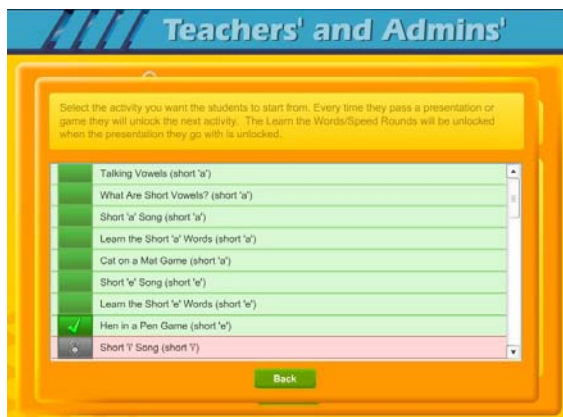 Teachers' and Admins'
Select the activity you want the students to start from. Every time they pass a presentation or
game they will unlock the next activity. The Learn the Words/Speed Rounds will be unlocked
when the presentation they go with is unlocked.
Talking Vowels (short 'a')
What Are Short Vowels? (short 'a')
Short 'a' Song (short 'a')
Learn the Short 'a' Words (short 'a')
Cat on a Mat Game (short 'a')
Short 'e' Song (short 'e')
Learn the Short 'e' Words (short 'e')
Hen in a Pen Game (short 'e')
Short 'i' Song (short 'i')
Back